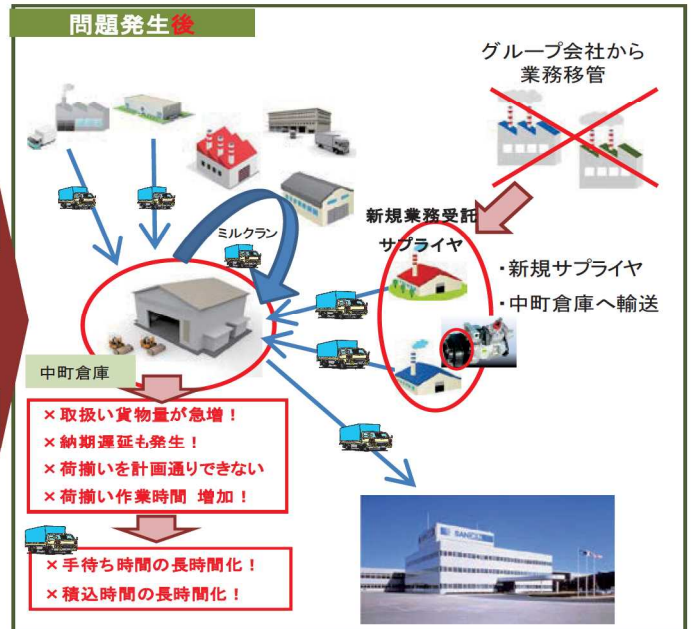 問題発生後
グループ会社から
業務移管
ミルクラン
新規業務受託
サプライヤ
・新規サプライヤ
・中町倉庫へ輸送
中町倉庫
×取扱い貨物量が急増！
×納期遅延も発生！
×荷揃いを計画通りできない
×荷揃い作業時間 増加！
×手待ち時間の長時間化！
×積込時間の長時間化！